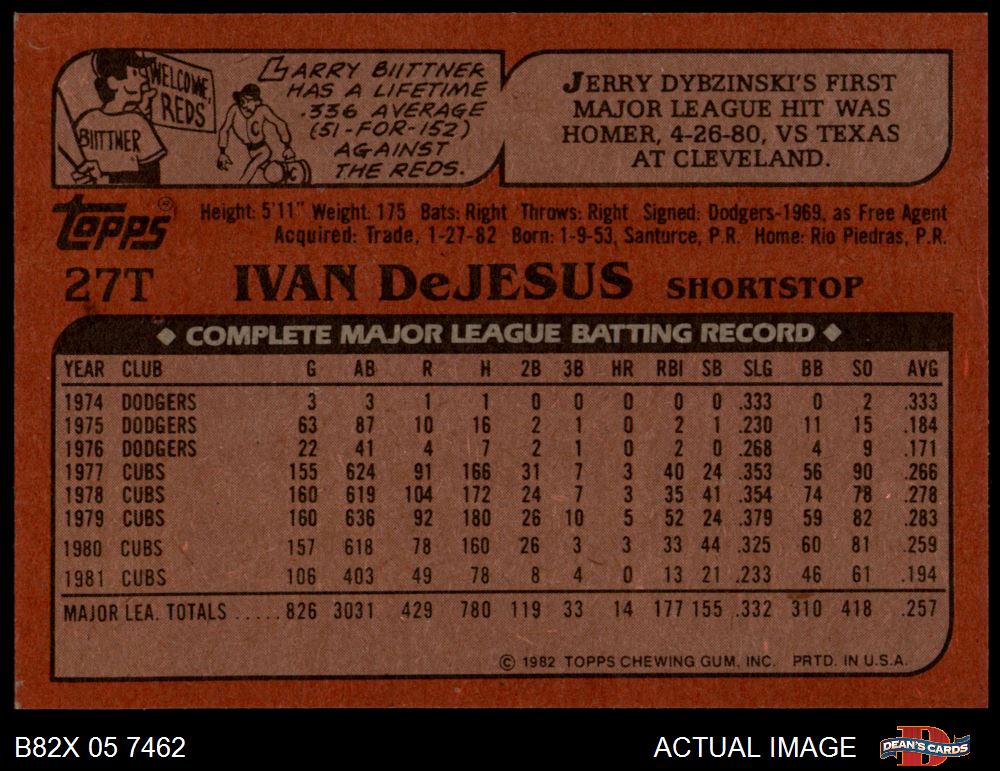 WELCOME,
REDS'
BIITTNER
C
C
LARRY BIITTNER
HAS A LIFETIME
.336 AVERAGE
(51-FOR-152)
AGAINST
THE REDS.
JERRY DYBZINSKI'S FIRST
MAJOR LEAGUE HIT WAS
HOMER, 4-26-80, VS TEXAS
AT CLEVELAND.
topps®
Height: 5'11" Weight: 175 Bats: Right Throws: Right Signed: Dodgers-1969, as Free Agent
Acquired: Trade, 1-27-82 Born: 1-9-53, Santurce, P.R. Home: Rio Piedras, P.R.
27T IVAN DeJESUS SHORTSTOP
◆ COMPLETE MAJOR LEAGUE BATTING RECORD ◆
YEAR CLUB G AB R H 2B 3B HR RBI SB SLG BB SO AVG
1974 DODGERS 3 3 1 1 0 0 0 0 0 .333 0 2 .333
1975 DODGERS 63 87 10 16 2 1 0 2 1 .230 11 15 .184
1976 DODGERS 22 41 4 7 2 1 0 2 0 .268 4 9 .171
1977 CUBS 155 624 91 166 31 7 3 40 24 .353 56 90 .266
1978 CUBS 160 619 104 172 24 7 3 35 41 .354 74 78 .278
1979 CUBS 160 636 92 180 26 10 5 52 24 .379 59 82 .283
1980 CUBS 157 618 78 160 26 3 3 33 44 .325 60 81 .259
1981 CUBS 106 403 49 78 8 4 0 13 21 .233 46 61 .194
MAJOR LEA. TOTALS ..... 826 3031 429 780 119 33 14 177 155 .332 310 418 .257
© 1982 TOPPS CHEWING GUM, INC. PRTD. IN U.S.A.
B82X 05 7462 ACTUAL IMAGE DEAN'S CARDS